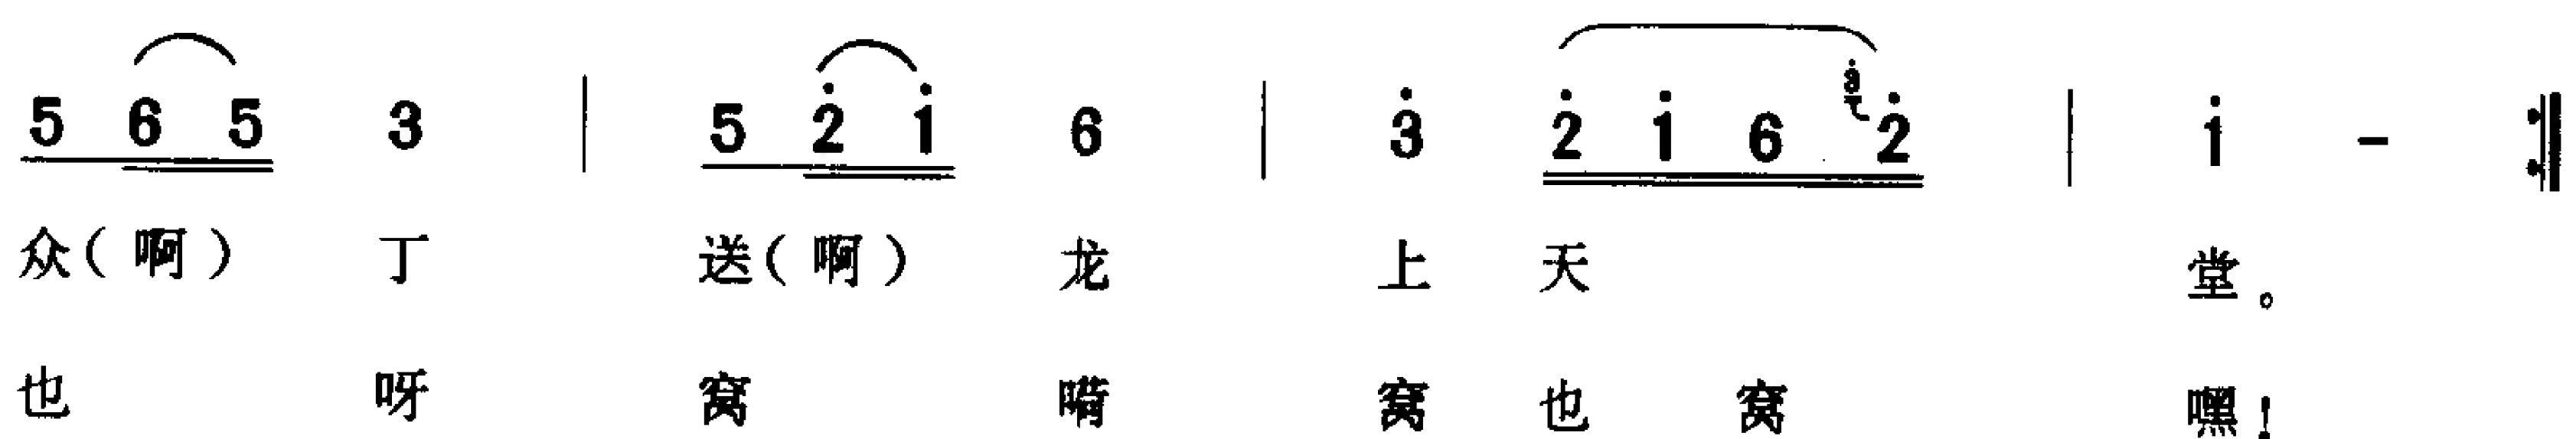 5 6 5 3 | 5 2̇ 1̇ 6 | 3̇ 2̇ 1̇ 6 2̇ | 1̇ - :‖
众(啊) 丁 送(啊) 龙 上 天 堂。
也 呀 窝 嗬 窝 也 窝 嘿!